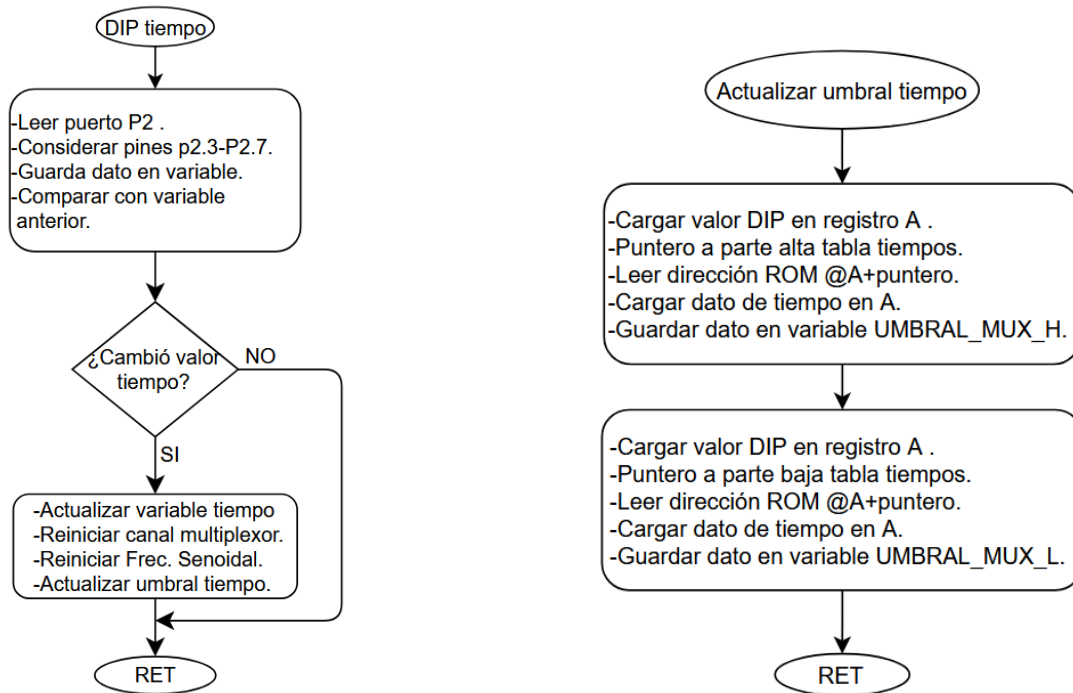 DIP tiempo
-Leer puerto P2 .
-Considerar pines p2.3-P2.7.
-Guarda dato en variable.
-Comparar con variable
anterior.
¿Cambió valor
tiempo?
NO
SI
-Actualizar variable tiempo
-Reiniciar canal multiplexor.
-Reiniciar Frec. Senoidal.
-Actualizar umbral tiempo.
RET
Actualizar umbral tiempo
-Cargar valor DIP en registro A .
-Puntero a parte alta tabla tiempos.
-Leer dirección ROM @A+puntero.
-Cargar dato de tiempo en A.
-Guardar dato en variable UMBRAL_MUX_H.
-Cargar valor DIP en registro A .
-Puntero a parte baja tabla tiempos.
-Leer dirección ROM @A+puntero.
-Cargar dato de tiempo en A.
-Guardar dato en variable UMBRAL_MUX_L.
RET